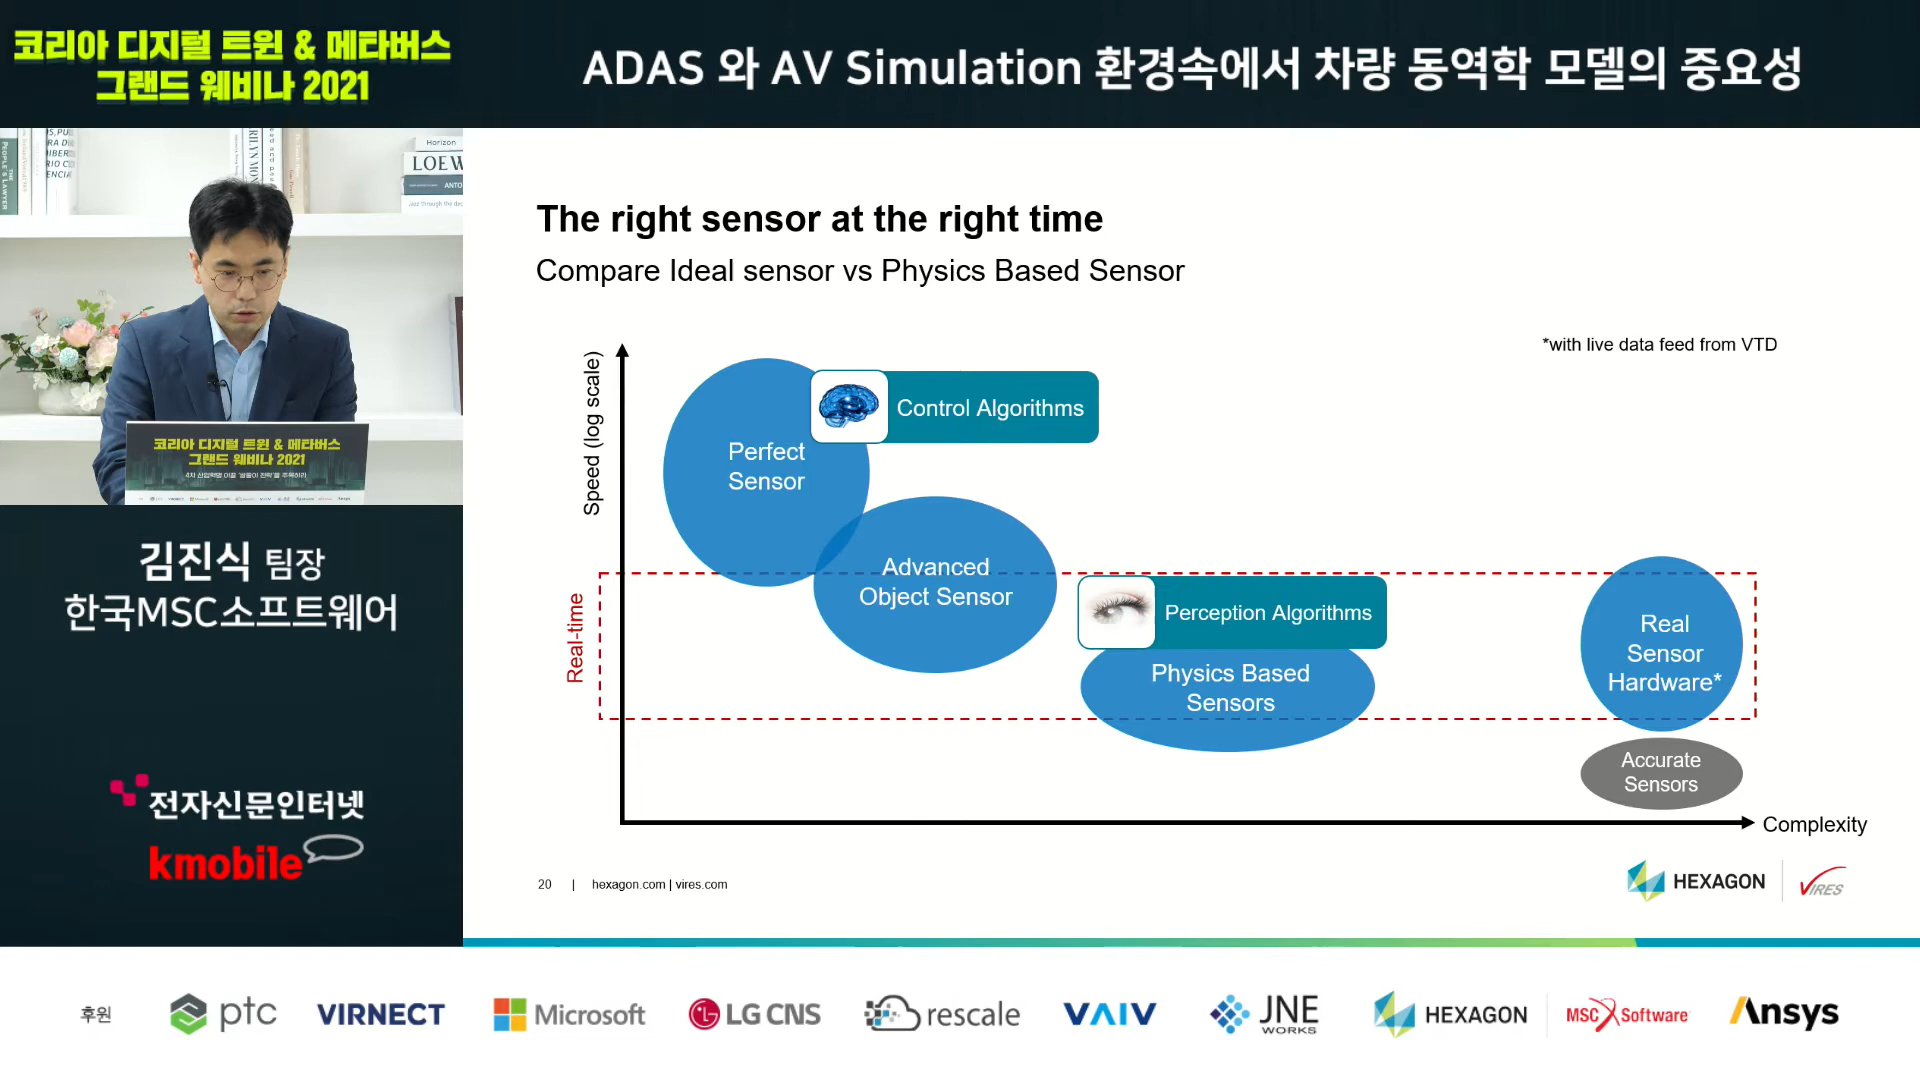 코리아 디지털 트윈 & 메타버스
그랜드 웨비나 2021
ADAS 와 AV Simulation 환경속에서 차량 동역학 모델의 중요성
Horizon
LOEW
ANTO
코리아 디지털 트윈 & 메타버스
그랜드 웨비나 2021
김진식 팀장
한국MSC소프트웨어
전자신문인터넷
kmobile
The right sensor at the right time
Compare Ideal sensor vs Physics Based Sensor
*with live data feed from VTD
Speed (log scale)
Real-time
Control Algorithms
Perfect
Sensor
Advanced
Object Sensor
Perception Algorithms
Physics Based
Sensors
Real
Sensor
Hardware*
Accurate
Sensors
Complexity
20 | hexagon.com | vires.com
HEXAGON
VIRES
후원
ptc
VIRNECT
Microsoft
LG CNS
rescale
VAIV
JNE
WORKS
HEXAGON
MSC Software
Ansys